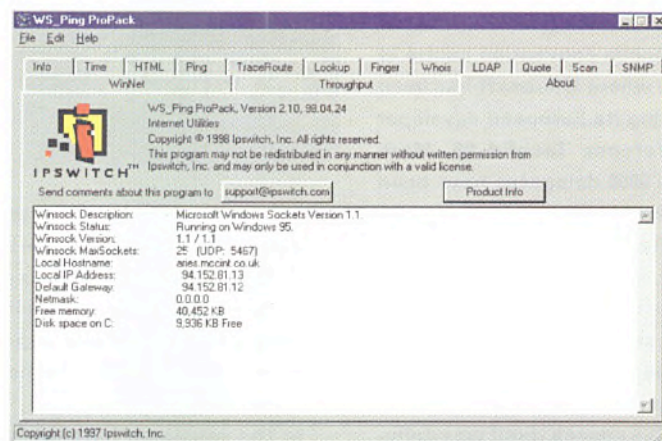 WS_Ping ProPack
File Edit Help
Info Time HTML Ping TraceRoute Lookup Finger Whois LDAP Quote Scan SNMP
WinNet Throughput About
WS_Ping ProPack, Version 2.10, 98.04.24
Internet Utilities
Copyright © 1998 Ipswitch, Inc. All rights reserved.
This program may not be redistributed in any manner without written permission from
Ipswitch, Inc. and may only be used in conjunction with a valid license.
IPSWITCH™
Send comments about this program to support@ipswitch.com Product Info
Winsock Description: Microsoft Windows Sockets Version 1.1.
Winsock Status: Running on Windows 95.
Winsock Version: 1.1 / 1.1
Winsock MaxSockets: 25 (UDP: 5467)
Local Hostname: aries.mccint.co.uk
Local IP Address: 94.152.81.13
Default Gateway: 94.152.81.12
Netmask: 0.0.0.0
Free memory: 40,452 KB
Disk space on C: 9,936 KB Free
Copyright (c) 1997 Ipswitch, Inc.